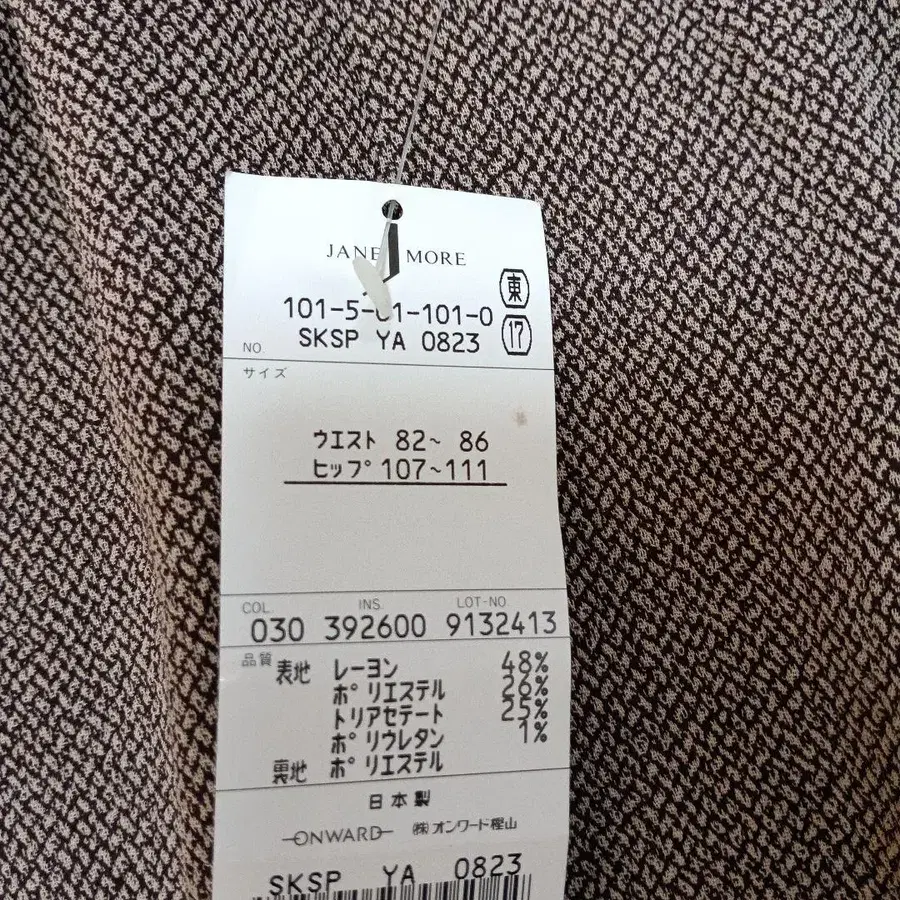 JANE MORE
東
101-5-01-101-0
17
NO. SKSP YA 0823
サイズ
ウエスト 82~ 86
ヒップ 107~111
COL. INS. LOT-NO.
030 392600 9132413
品質 表地 レーヨン 48%
ポリエステル 26%
トリアセテート 25%
ポリウレタン 1%
裏地 ポリエステル
日本製
ONWARD ㈱オンワード樫山
SKSP YA 0823